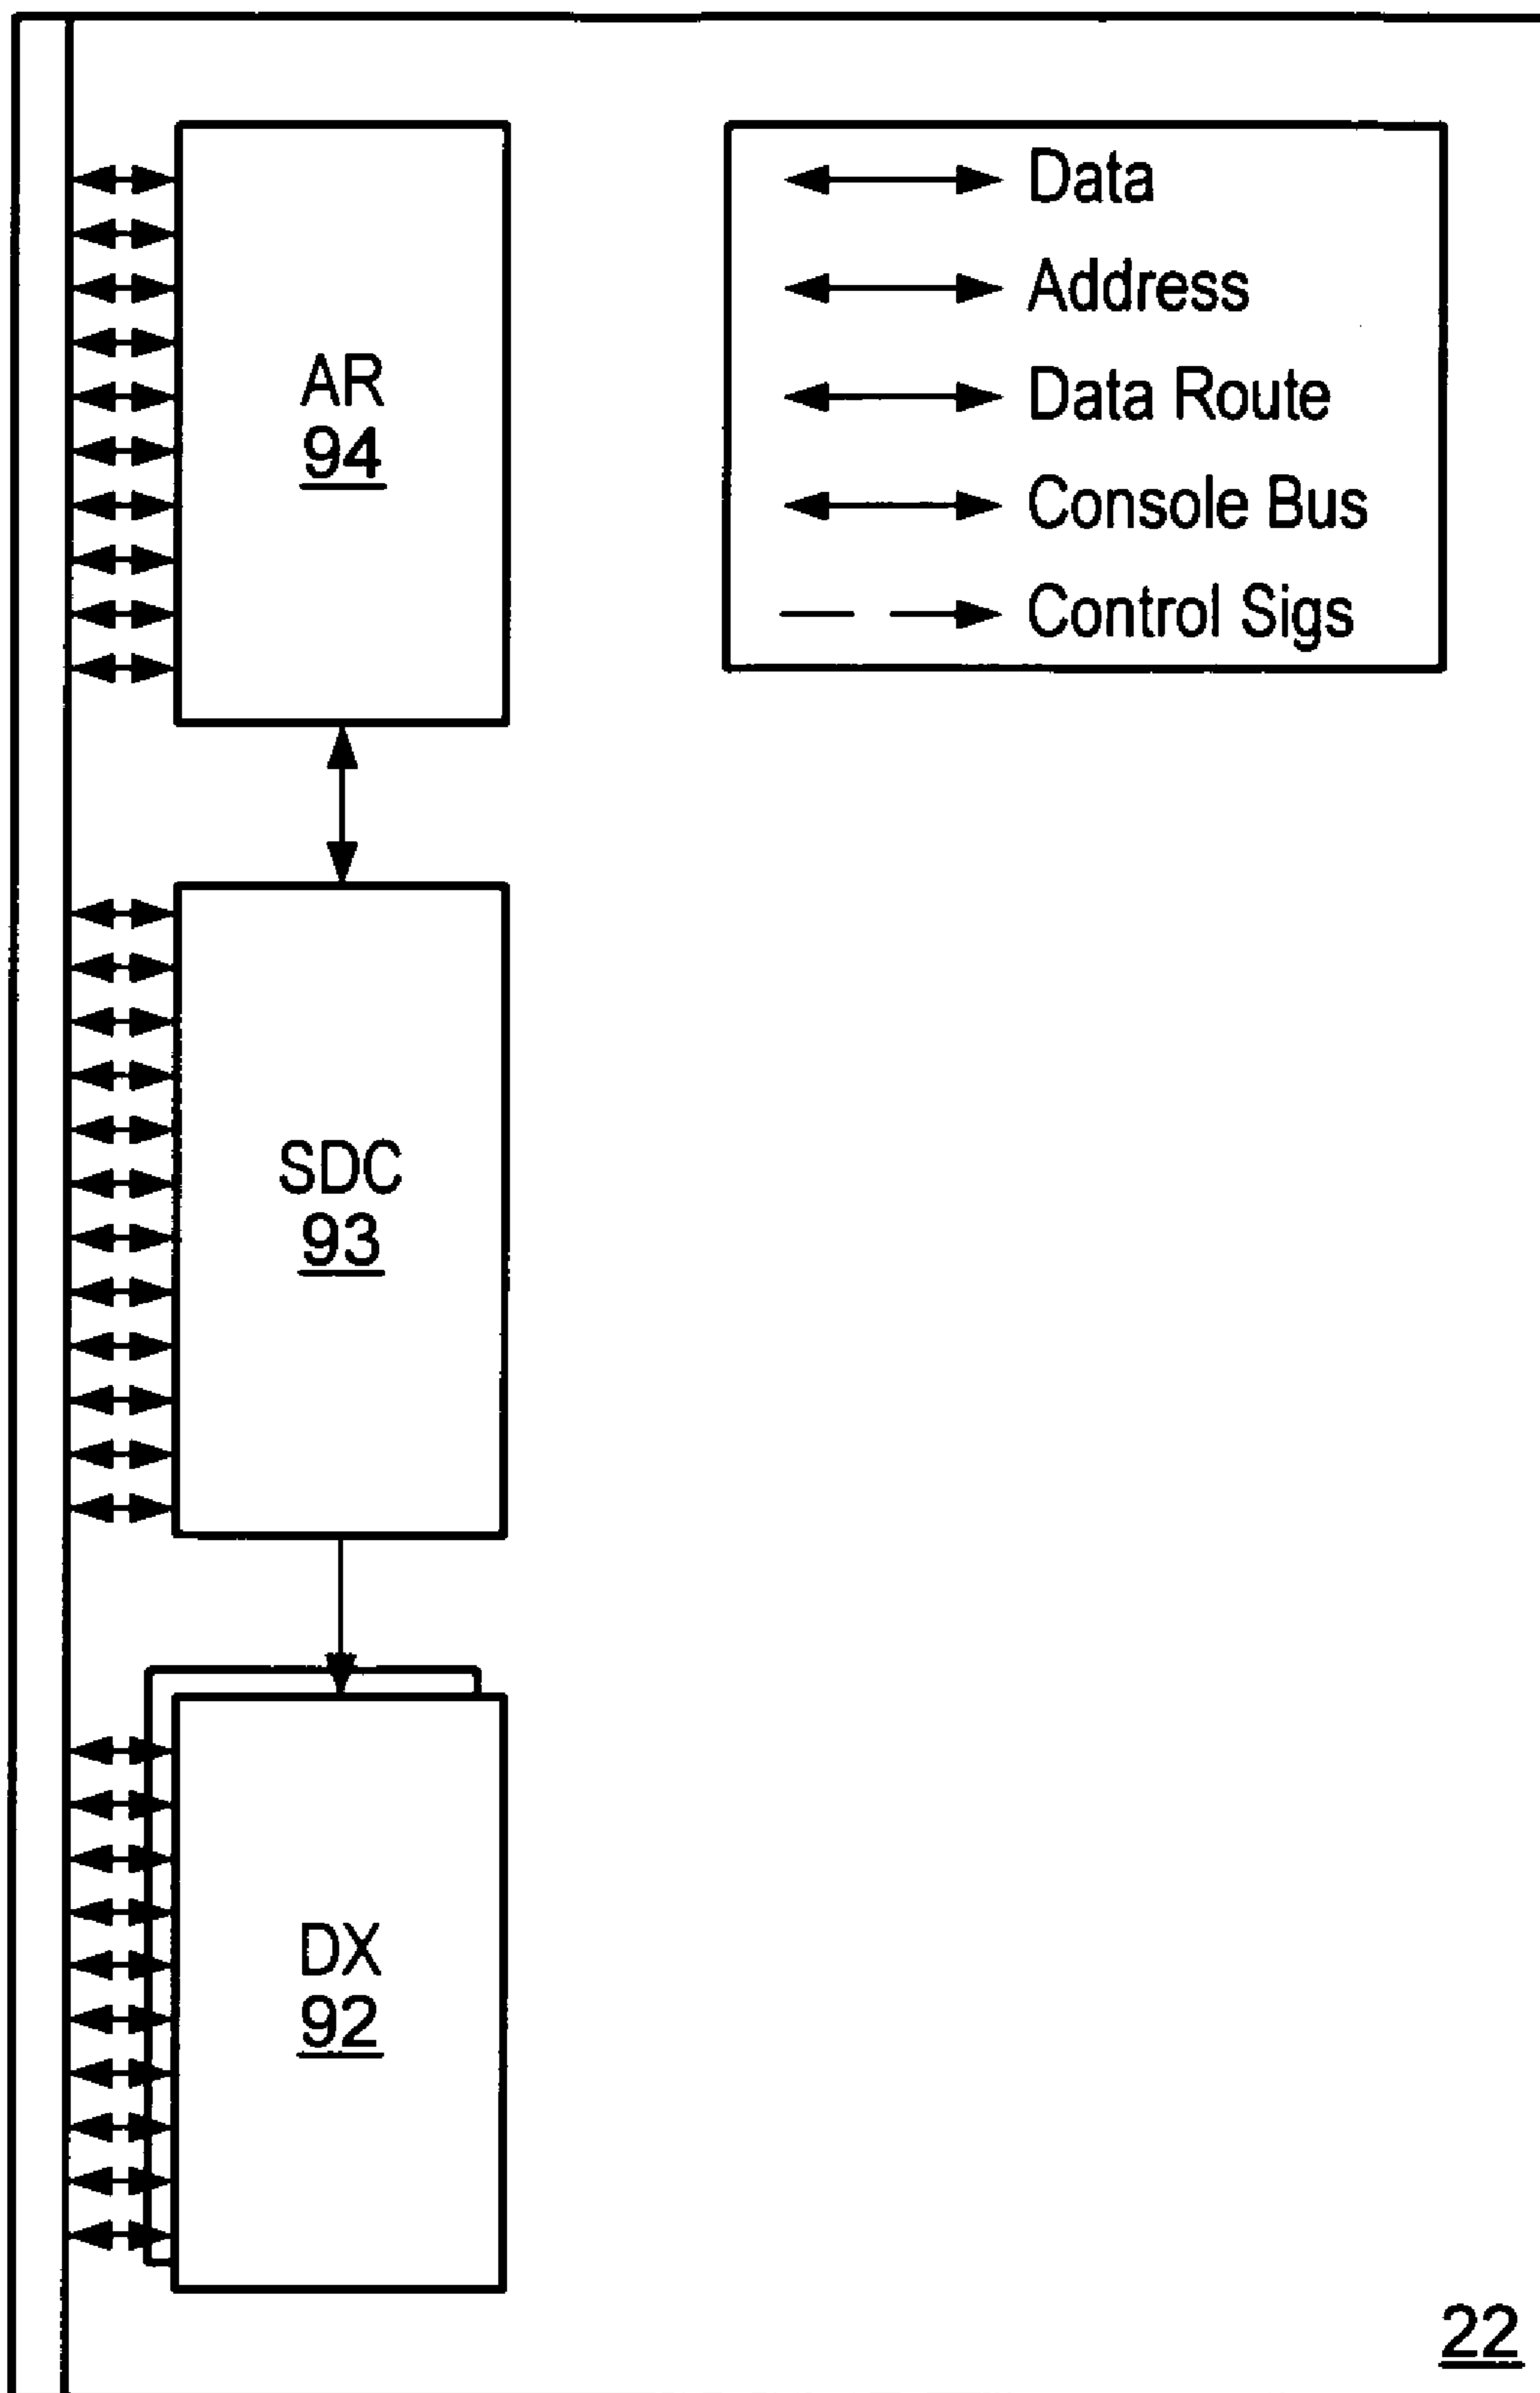 AR
94
Data
Address
Data Route
Console Bus
Control Sigs
SDC
93
DX
92
22